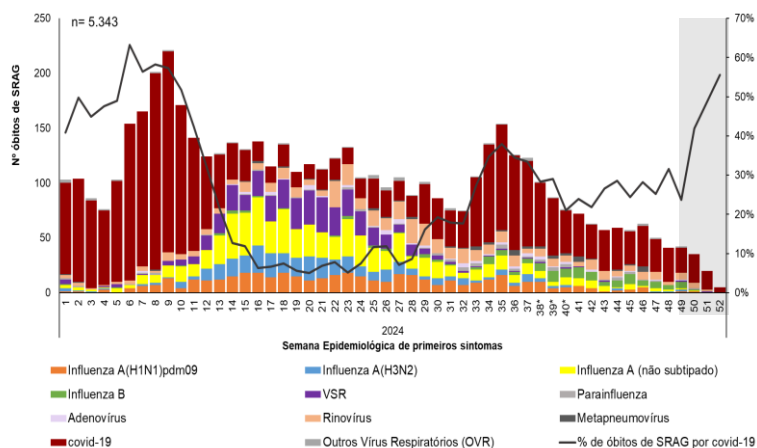 n= 5.343
Nº óbitos de SRAG
250
200
150
100
50
0
70%
60%
50%
40%
30%
20%
10%
0%
1 2 3 4 5 6 7 8 9 10 11 12 13 14 15 16 17 18 19 20 21 22 23 24 25 26 27 28 29 30 31 32 33 34 35 36 37 38* 39* 40* 41 42 43 44 45 46 47 48 49 50 51 52
2024
Semana Epidemiológica de primeiros sintomas
Influenza A(H1N1)pdm09 Influenza A(H3N2) Influenza A (não subtipado)
Influenza B VSR Parainfluenza
Adenovírus Rinovírus Metapneumovírus
covid-19 Outros Vírus Respiratórios (OVR) % de óbitos de SRAG por covid-19